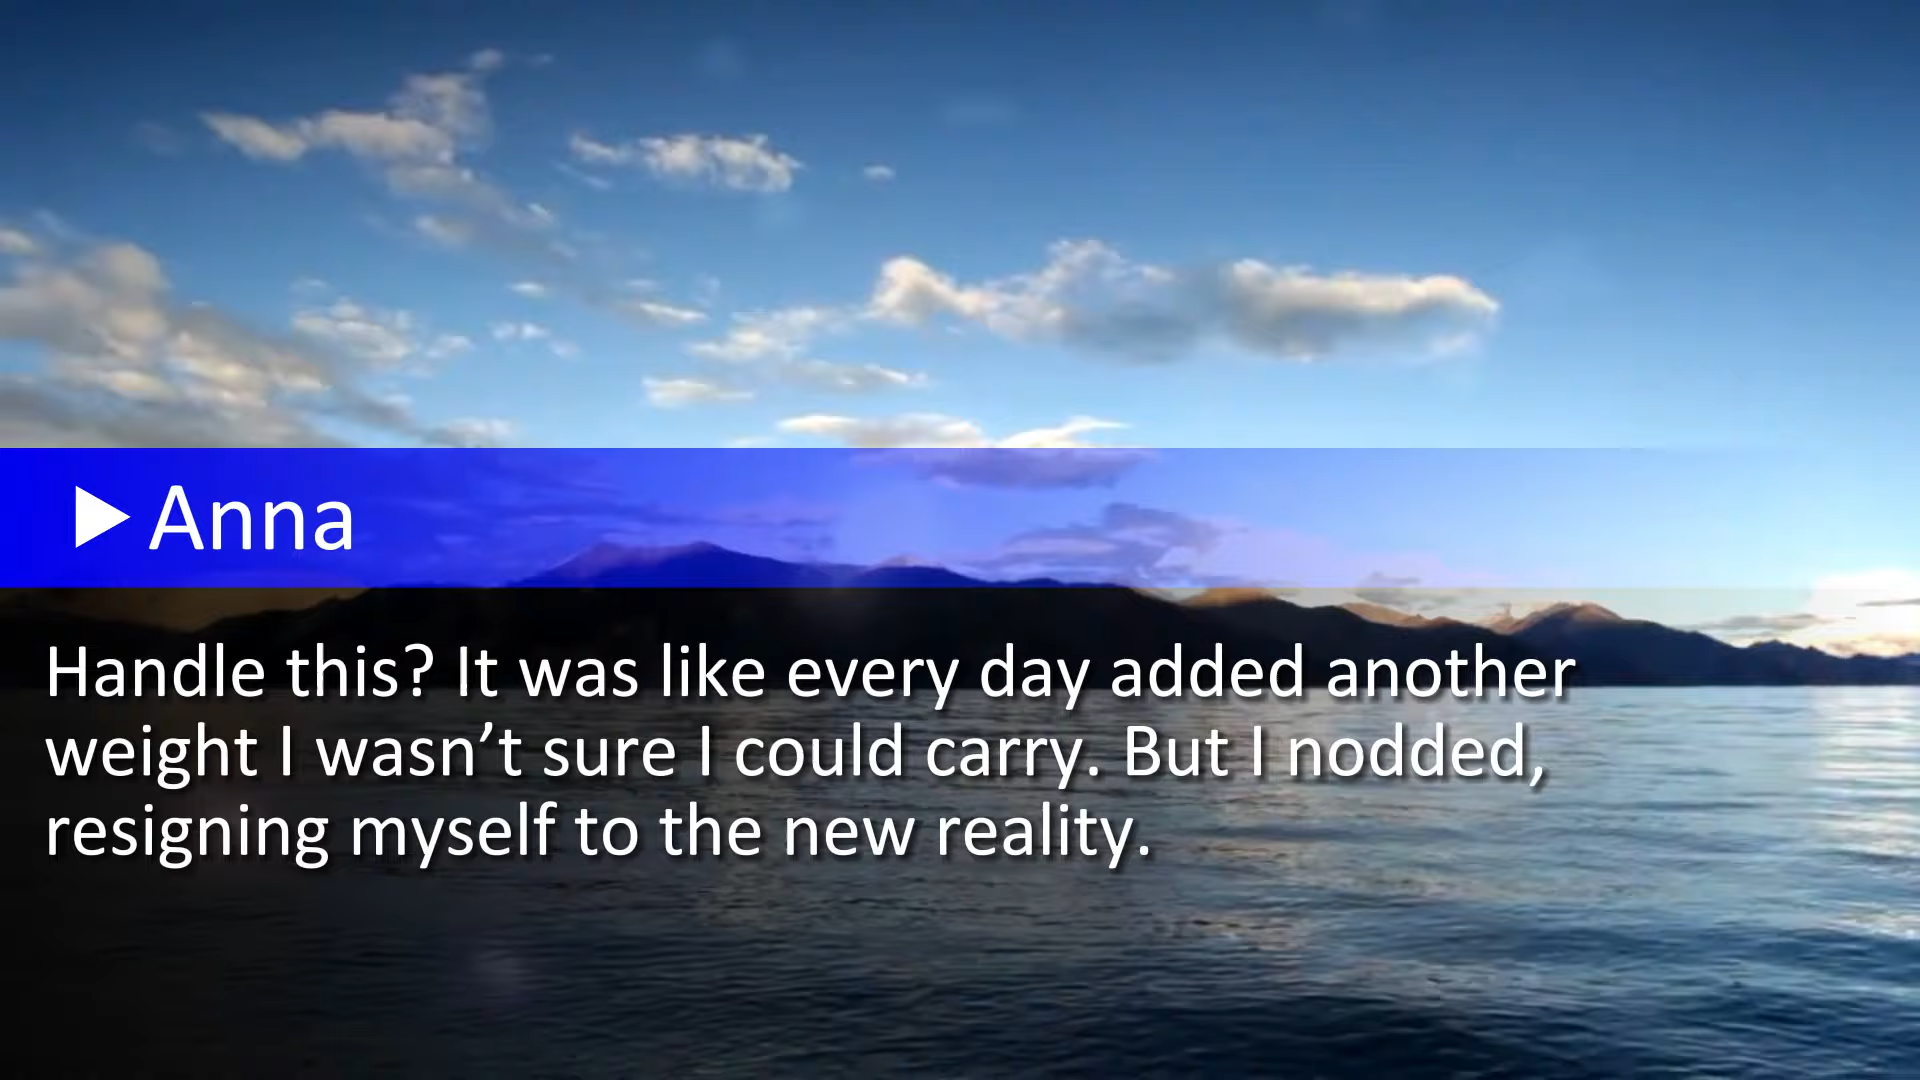 Anna
Handle this? It was like every day added another
weight I wasn’t sure I could carry. But I nodded,
resigning myself to the new reality.